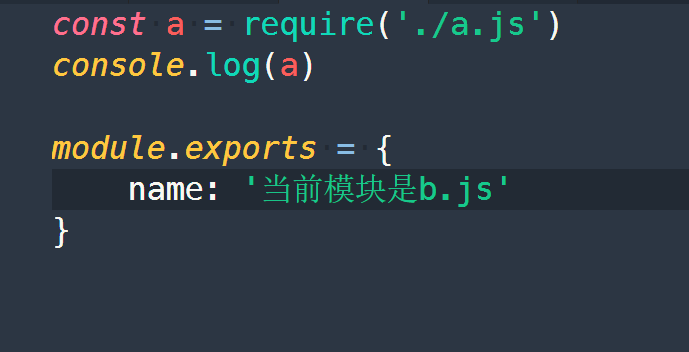 const a = require('./a.js')
console.log(a)
module.exports = {
name: '当前模块是b.js'
}